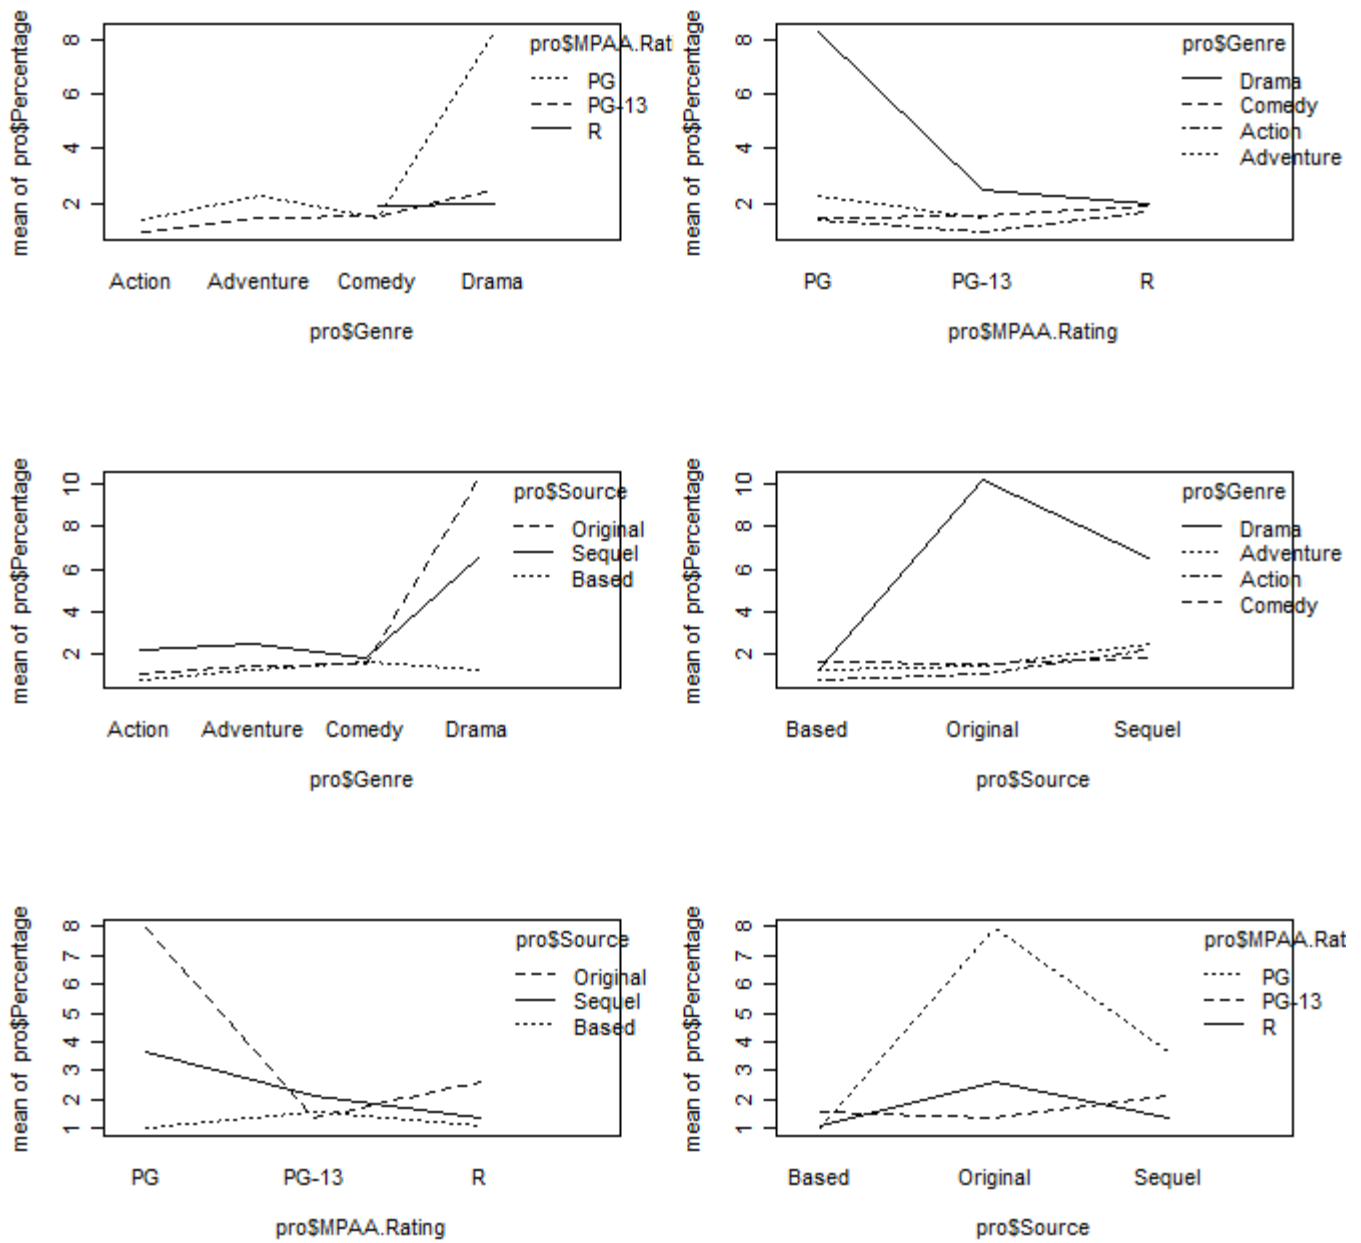 mean of pro$Percentage
8
6
4
2
pro$MPAA.Rati
PG
PG-13
R
Action Adventure Comedy Drama
pro$Genre
mean of pro$Percentage
8
6
4
2
pro$Genre
Drama
Comedy
Action
Adventure
PG PG-13 R
pro$MPAA.Rating
mean of pro$Percentage
10
8
6
4
2
pro$Source
Original
Sequel
Based
Action Adventure Comedy Drama
pro$Genre
mean of pro$Percentage
10
8
6
4
2
pro$Genre
Drama
Adventure
Action
Comedy
Based Original Sequel
pro$Source
mean of pro$Percentage
8
7
6
5
4
3
2
1
pro$Source
Original
Sequel
Based
PG PG-13 R
pro$MPAA.Rating
mean of pro$Percentage
8
7
6
5
4
3
2
1
pro$MPAA.Rat
PG
PG-13
R
Based Original Sequel
pro$Source